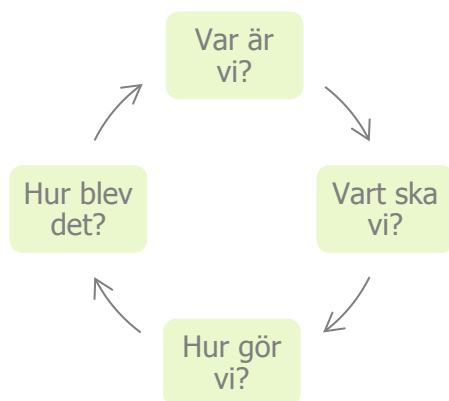 Var är
vi?
Vart ska
vi?
Hur gör
vi?
Hur blev
det?